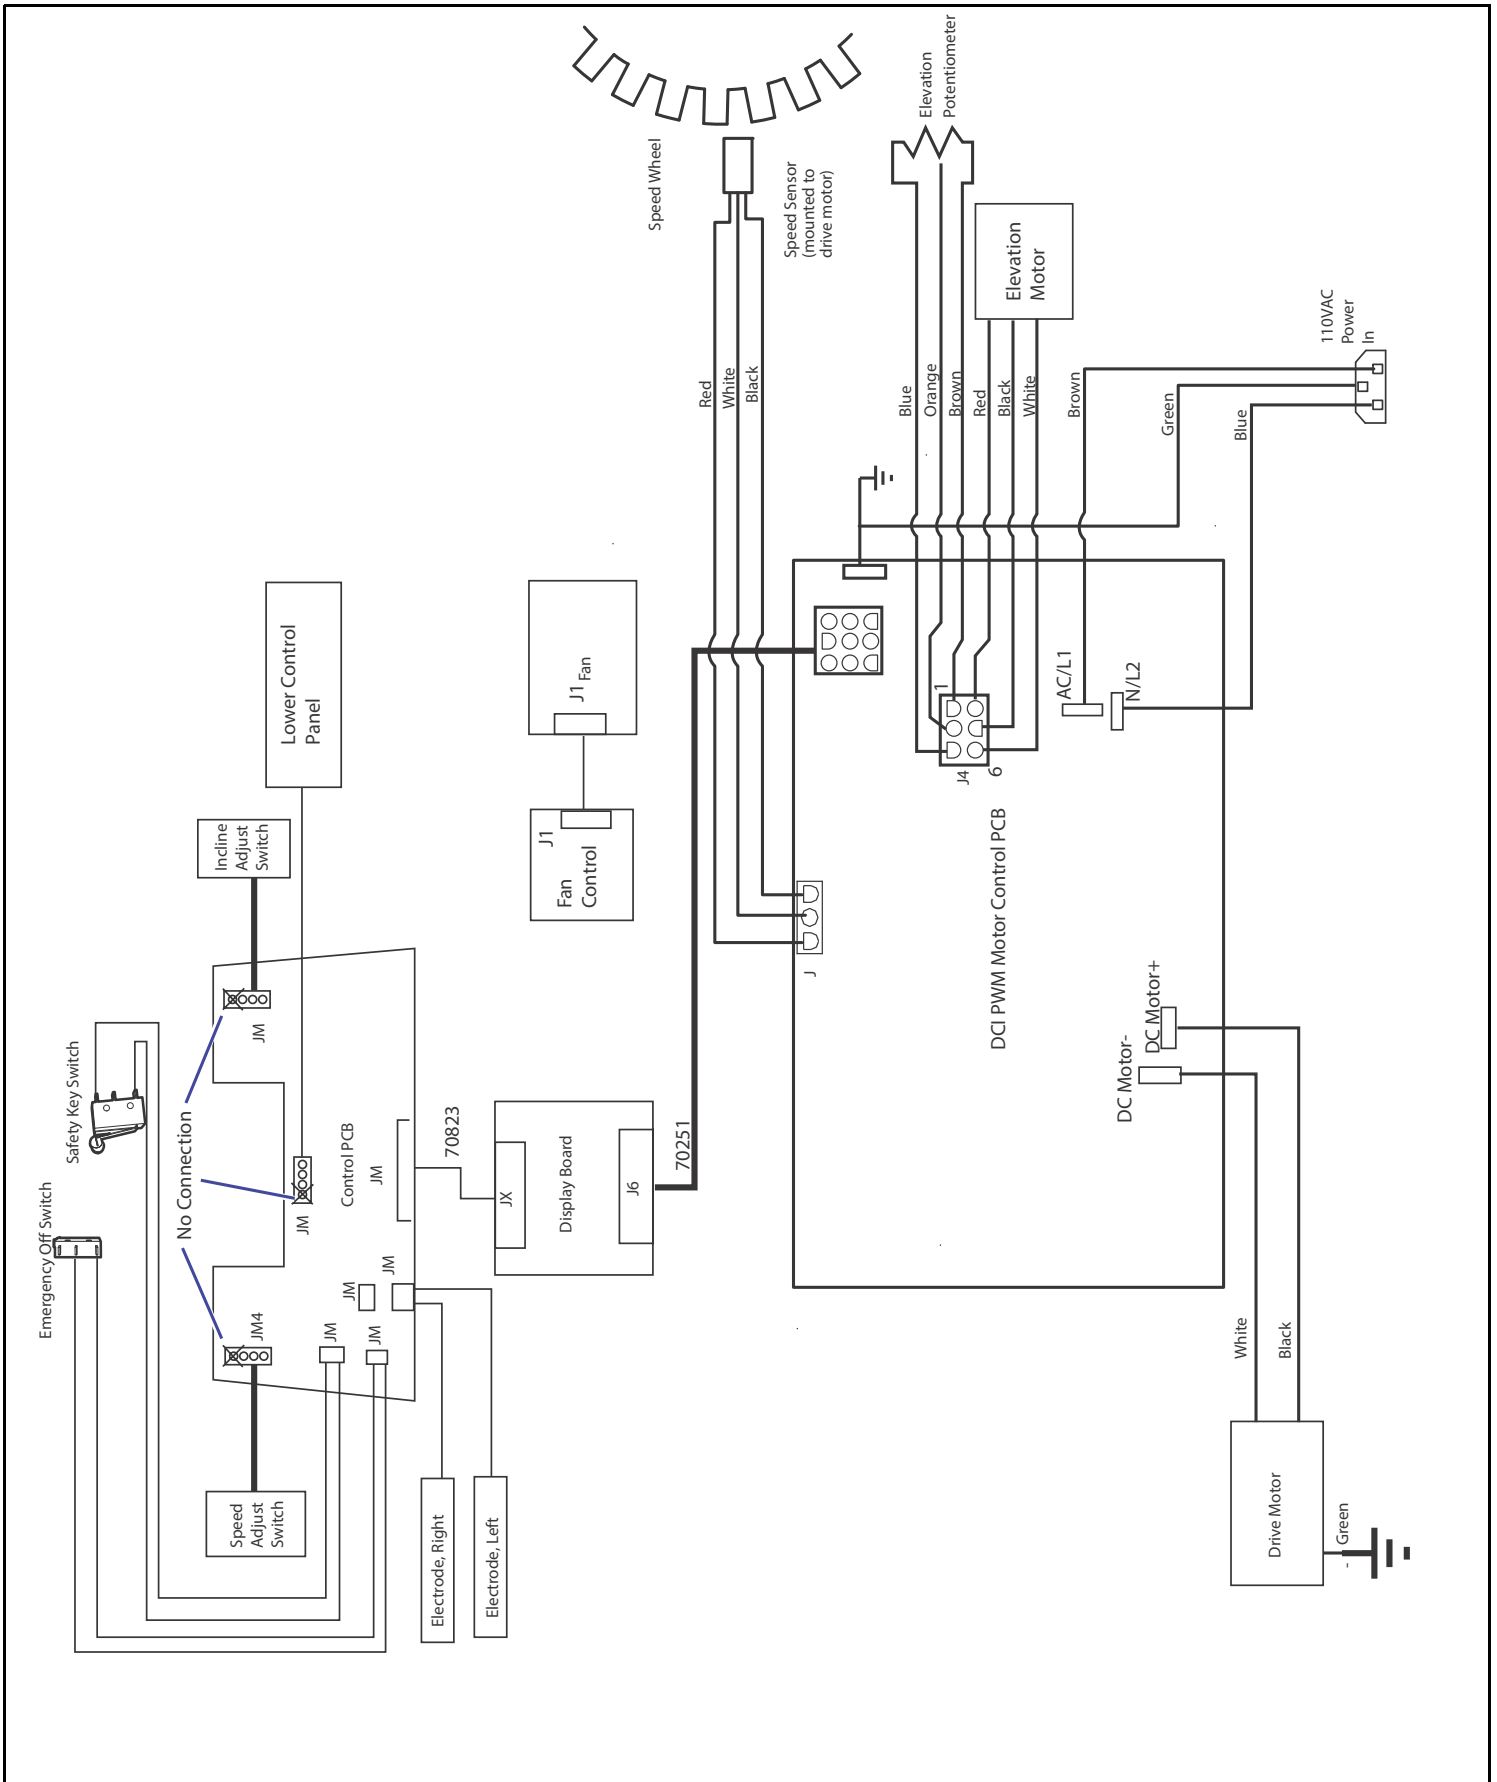 Emergency Off Switch
Safety Key Switch
Speed
Adjust
Switch
JM4
No Connection
JM
Incline
Adjust
Switch
Lower Control
Panel
JM
Control PCB
JM
JM
JM
JM
JM
Electrode, Right
Electrode, Left
70823
JX
Display Board
J6
70251
Fan
Control
J1
J1
Fan
Speed Wheel
Speed Sensor
(mounted to
drive motor)
Red
White
Black
J
Elevation
Potentiometer
Elevation
Motor
Blue
Orange
Brown
Red
Black
White
Brown
Green
Blue
110VAC
Power
In
J4
1
6
AC/L1
N/L2
DCI PWM Motor Control PCB
DC Motor-
DC Motor+
White
Black
Drive Motor
- Green